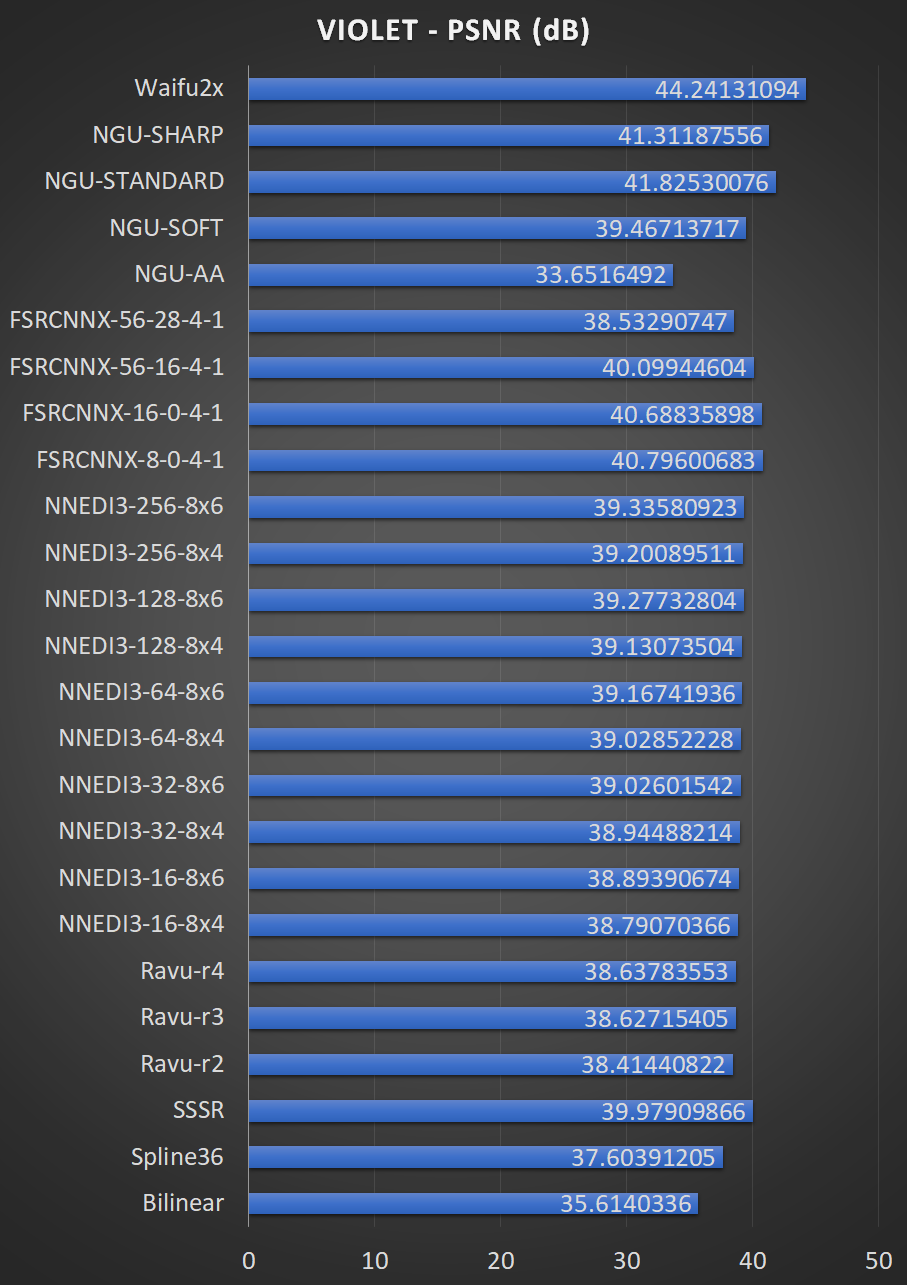 VIOLET - PSNR (dB)
Waifu2x 44.24131094
NGU-SHARP 41.31187556
NGU-STANDARD 41.82530076
NGU-SOFT 39.46713717
NGU-AA 33.6516492
FSRCNNX-56-28-4-1 38.53290747
FSRCNNX-56-16-4-1 40.09944604
FSRCNNX-16-0-4-1 40.68835898
FSRCNNX-8-0-4-1 40.79600683
NNEDI3-256-8x6 39.33580923
NNEDI3-256-8x4 39.20089511
NNEDI3-128-8x6 39.27732804
NNEDI3-128-8x4 39.13073504
NNEDI3-64-8x6 39.16741936
NNEDI3-64-8x4 39.02852228
NNEDI3-32-8x6 39.02601542
NNEDI3-32-8x4 38.94488214
NNEDI3-16-8x6 38.89390674
NNEDI3-16-8x4 38.79070366
Ravu-r4 38.63783553
Ravu-r3 38.62715405
Ravu-r2 38.41440822
SSSR 39.97909866
Spline36 37.60391205
Bilinear 35.6140336
0 10 20 30 40 50